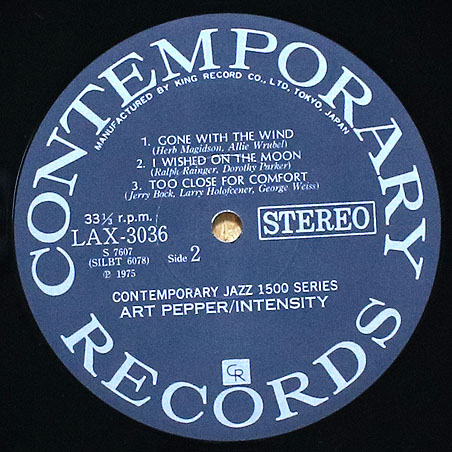 CONTEMPORARY
MANUFACTURED BY KING RECORD CO., LTD. TOKYO, JAPAN
1. GONE WITH THE WIND
(Herb Magidson, Allie Wrubel)
2. I WISHED ON THE MOON
(Ralph Rainger, Dorothy Parker)
3. TOO CLOSE FOR COMFORT
(Jerry Bock, Larry Holofcener, George Weiss)
33⅓ r.p.m.
LAX-3036
STEREO
S 7607
(SILBT 6078) Side 2
℗ 1975
CONTEMPORARY JAZZ 1500 SERIES
ART PEPPER/INTENSITY
CR
RECORDS